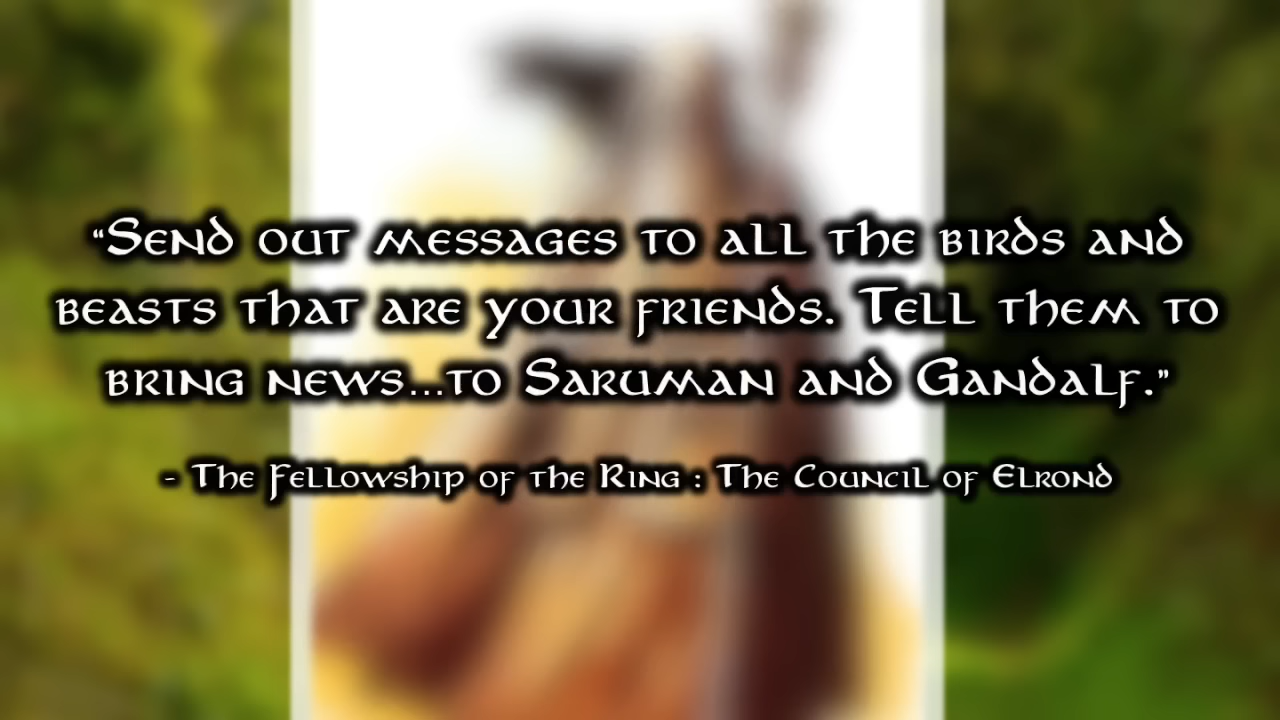 “Send out messages to all the birds and
beasts that are your friends. Tell them to
bring news...to Saruman and Gandalf.”
- The Fellowship of the Ring : The Council of Elrond